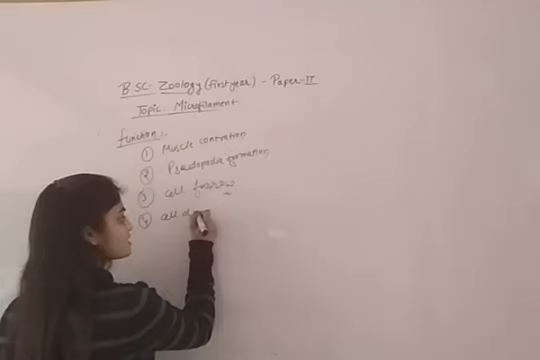 B.SC. Zoology (first year) - Paper-II
Topic: Microfilament
function:-
① Muscle contration
② Pseudopodia formation
③ cell furrow
④ cell d